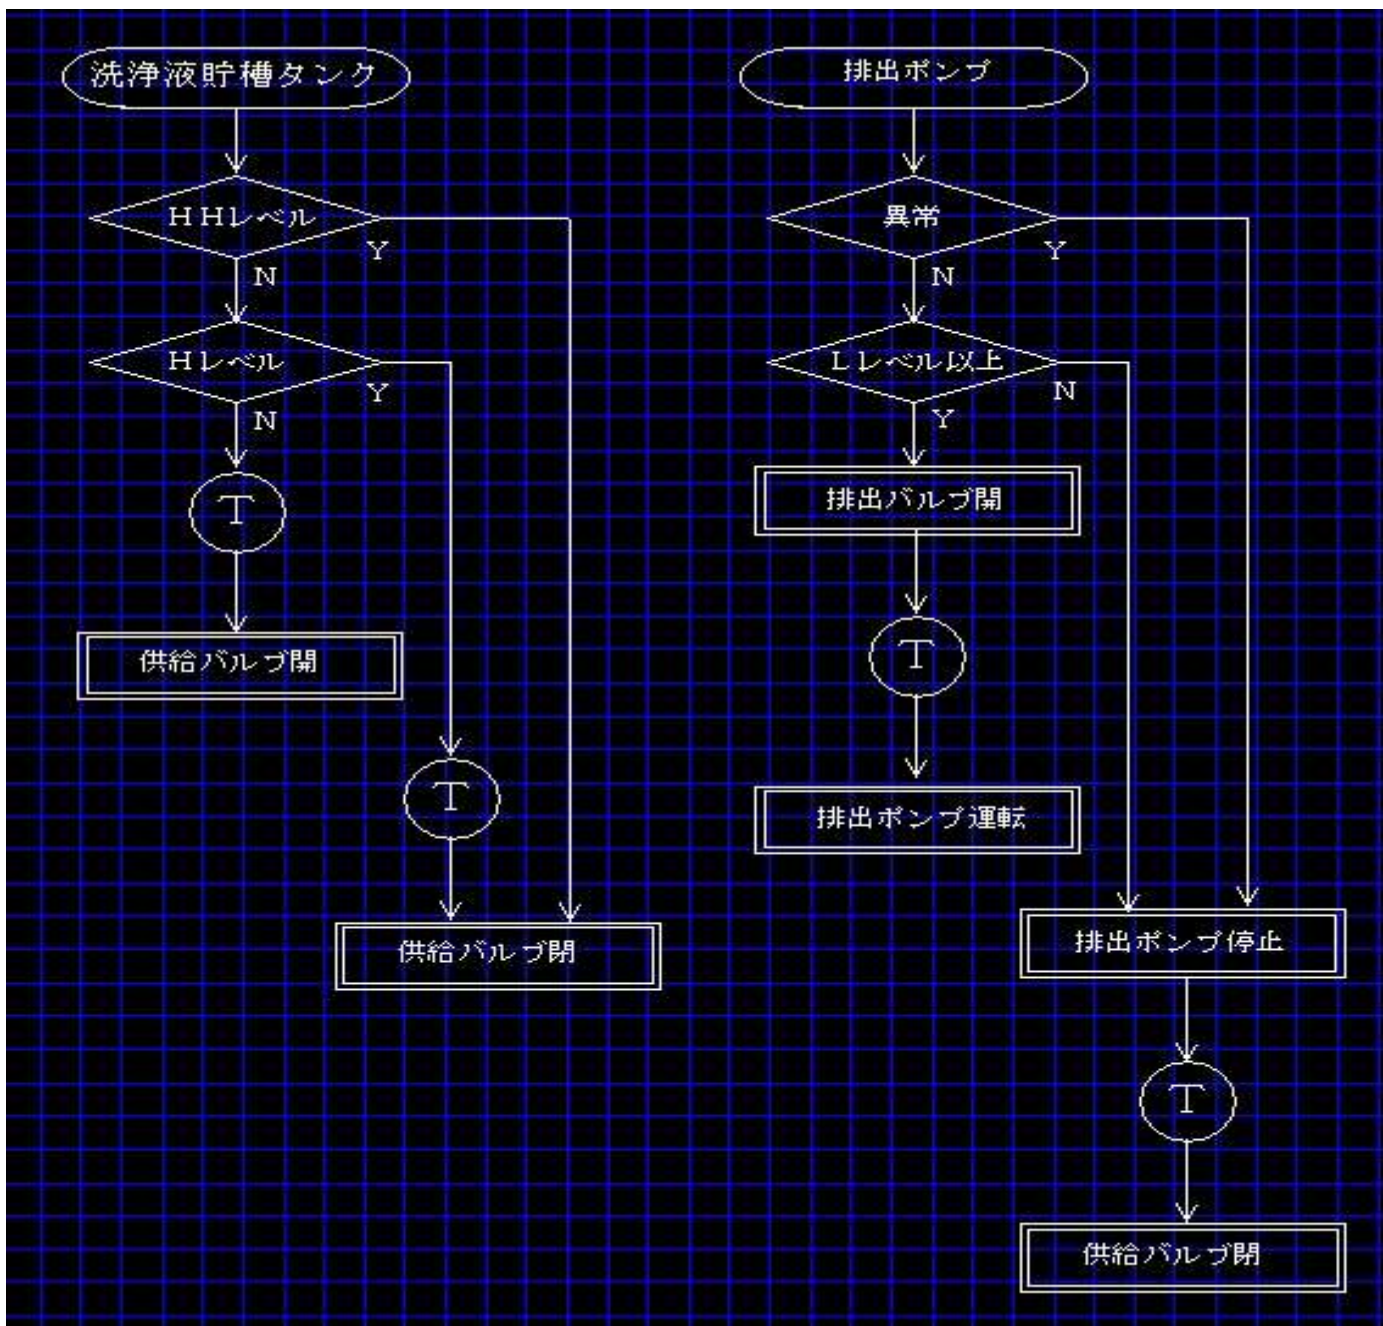 洗浄液貯槽タンク
HHレベル
Y
N
Hレベル
Y
N
T
供給バルブ開
T
供給バルブ閉
排出ポンプ
異常
Y
N
Lレベル以上
N
Y
排出バルブ開
T
排出ポンプ運転
排出ポンプ停止
T
供給バルブ閉